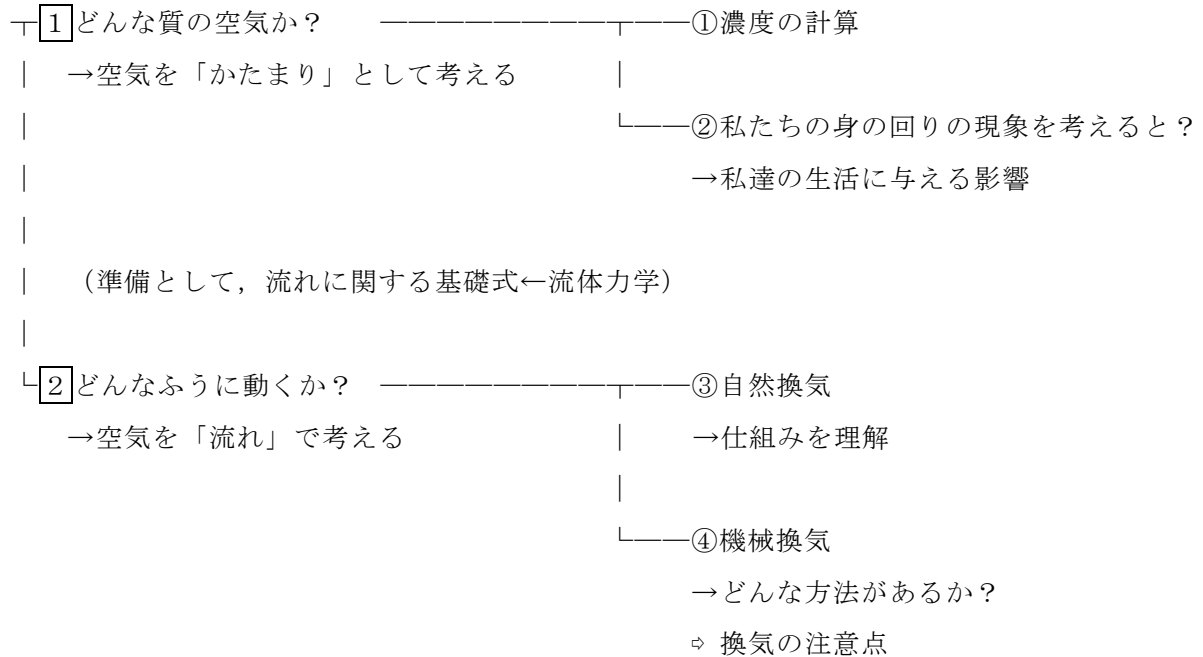 1 どんな質の空気か？ ①濃度の計算
→空気を「かたまり」として考える
②私たちの身の回りの現象を考えると？
→私達の生活に与える影響
（準備として，流れに関する基礎式←流体力学）
2 どんなふうに動くか？ ③自然換気
→空気を「流れ」で考える →仕組みを理解
④機械換気
→どんな方法があるか？
⇨ 換気の注意点